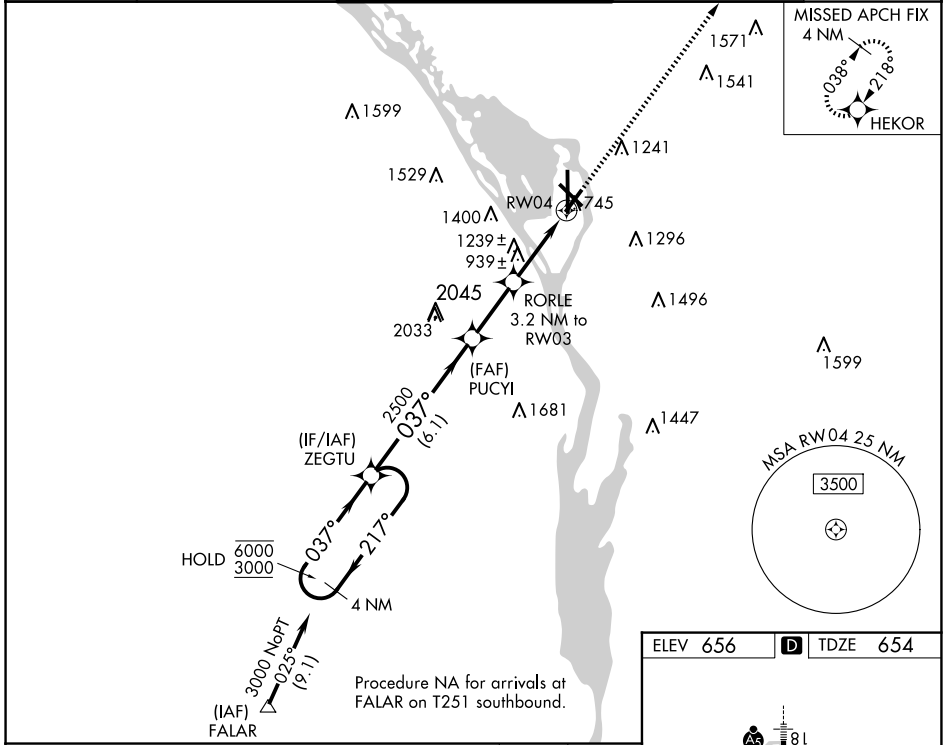 MISSED APCH FIX
4 NM
038°
218°
HEKOR
1571
1541
1599
1241
1529
RW04
745
1400
1239 ±
939 ±
1296
2045
RORLE
3.2 NM to
RW03
1496
2033
(FAF)
PUCYI
1599
2500
037°
(6.1)
1681
1447
(IF/IAF)
ZEGTU
MSA RW04 25 NM
3500
037°
217°
HOLD
6000
3000
4 NM
3000 NoPT
025°
(9.1)
(IAF)
FALAR
Procedure NA for arrivals at
FALAR on T251 southbound.
ELEV 656
D
TDZE 654
A5
18